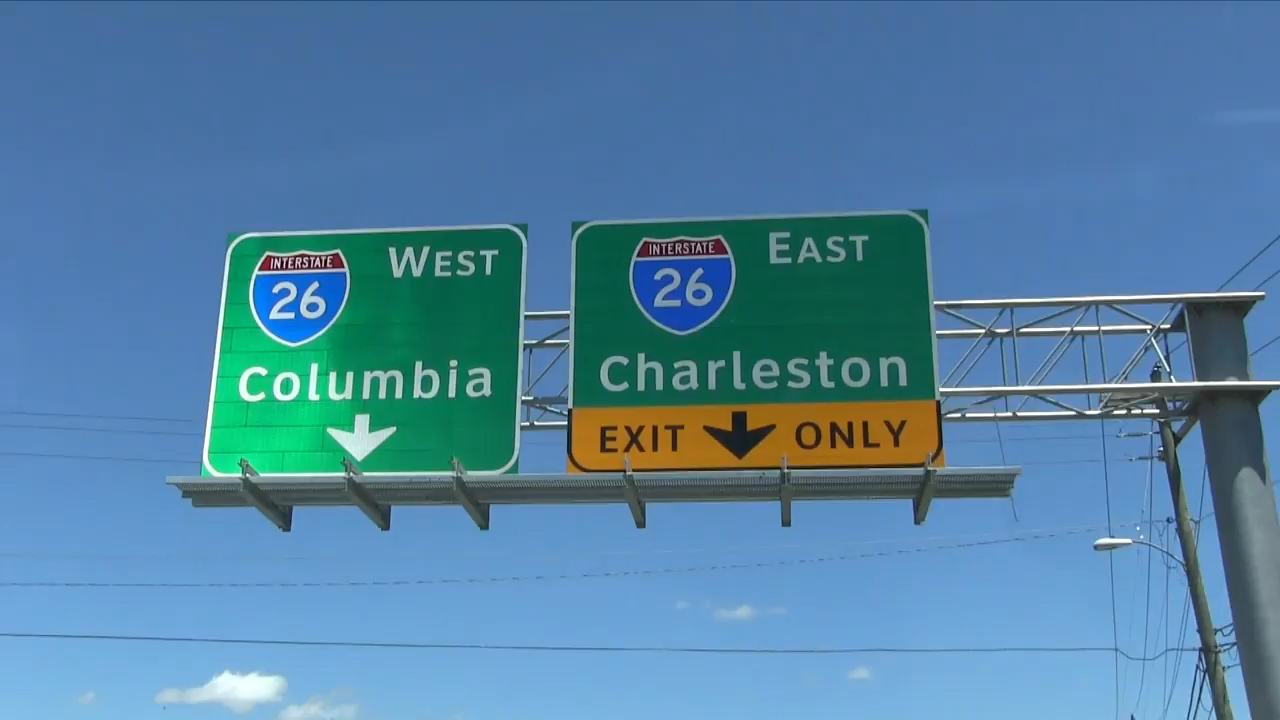 INTERSTATE
26
WEST
Columbia
INTERSTATE
26
EAST
Charleston
EXIT ONLY